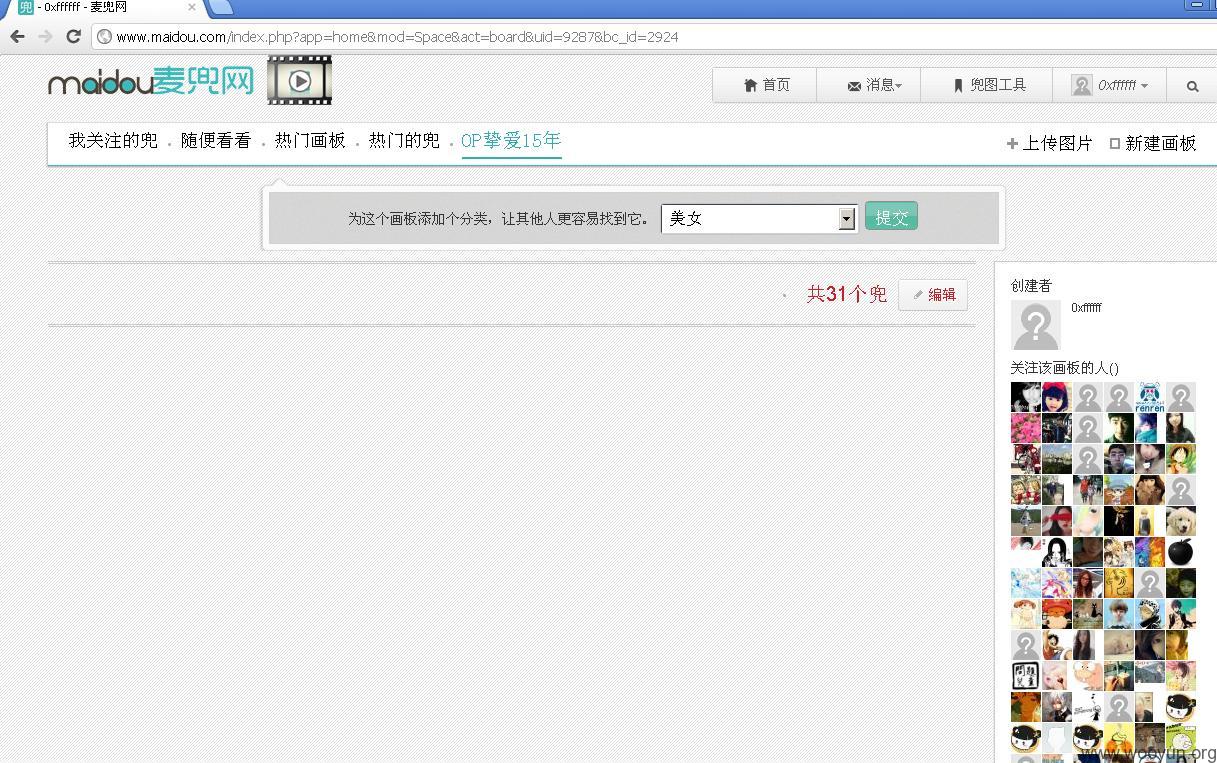 兜 - 0xffffff - 麦兜网
www.maidou.com/index.php?app=home&mod=Space&act=board&uid=9287&bc_id=2924
maidou麦兜网
首页 消息 兜图工具 0xffffff
我关注的兜 随便看看 热门画板 热门的兜 OP挚爱15年 上传图片 新建画板
为这个画板添加个分类，让其他人更容易找到它。 美女 提交
共31个兜 编辑
创建者
0xffffff
关注该画板的人()
renren
www.wooyun.org